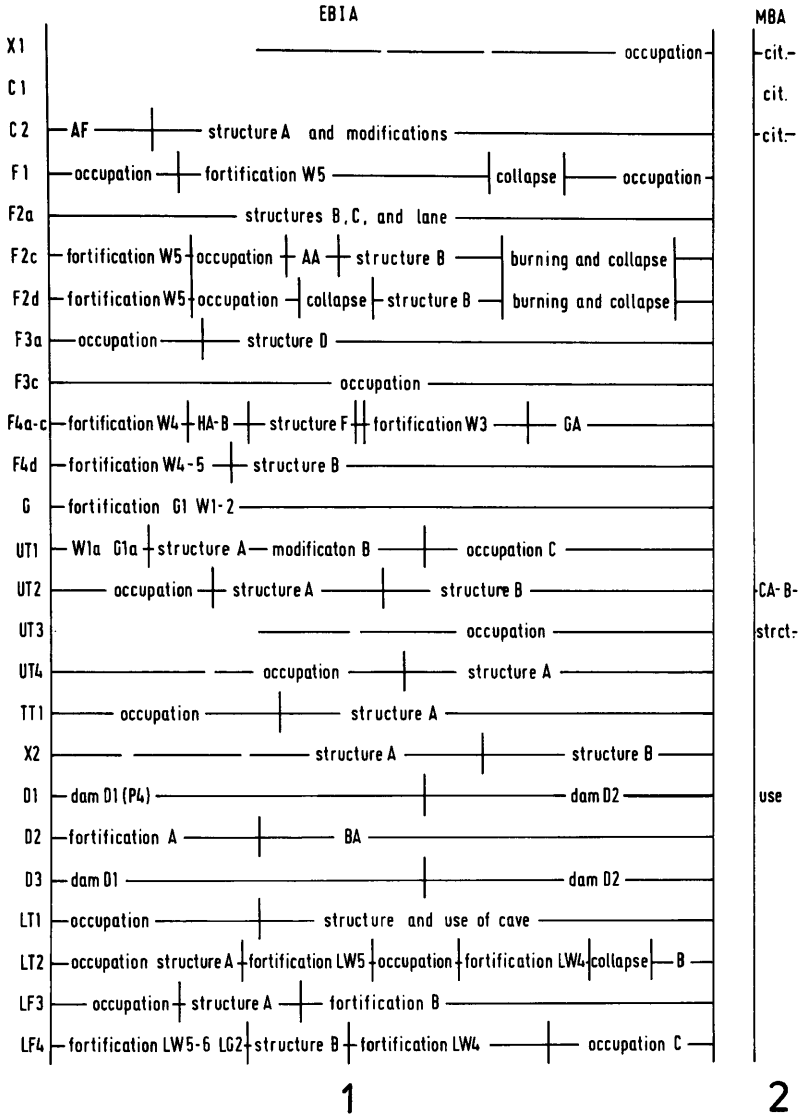 EBIA MBA
X1 occupation cit.
C1 cit.
C2 AF structure A and modifications cit.
F1 occupation fortification W5 collapse occupation
F2a structures B, C, and lane
F2c fortification W5 occupation AA structure B burning and collapse
F2d fortification W5 occupation collapse structure B burning and collapse
F3a occupation structure D
F3c occupation
F4a-c fortification W4 HA-B structure F fortification W3 GA
F4d fortification W4-5 structure B
G fortification G1 W1-2
UT1 W1a G1a structure A modificaton B occupation C
UT2 occupation structure A structure B CA-B
UT3 occupation strct.
UT4 occupation structure A
TT1 occupation structure A
X2 structure A structure B
D1 dam D1 (P4) dam D2 use
D2 fortification A BA
D3 dam D1 dam D2
LT1 occupation structure and use of cave
LT2 occupation structure A fortification LW5 occupation fortification LW4 collapse B
LF3 occupation structure A fortification B
LF4 fortification LW5-6 LG2 structure B fortification LW4 occupation C
1 2